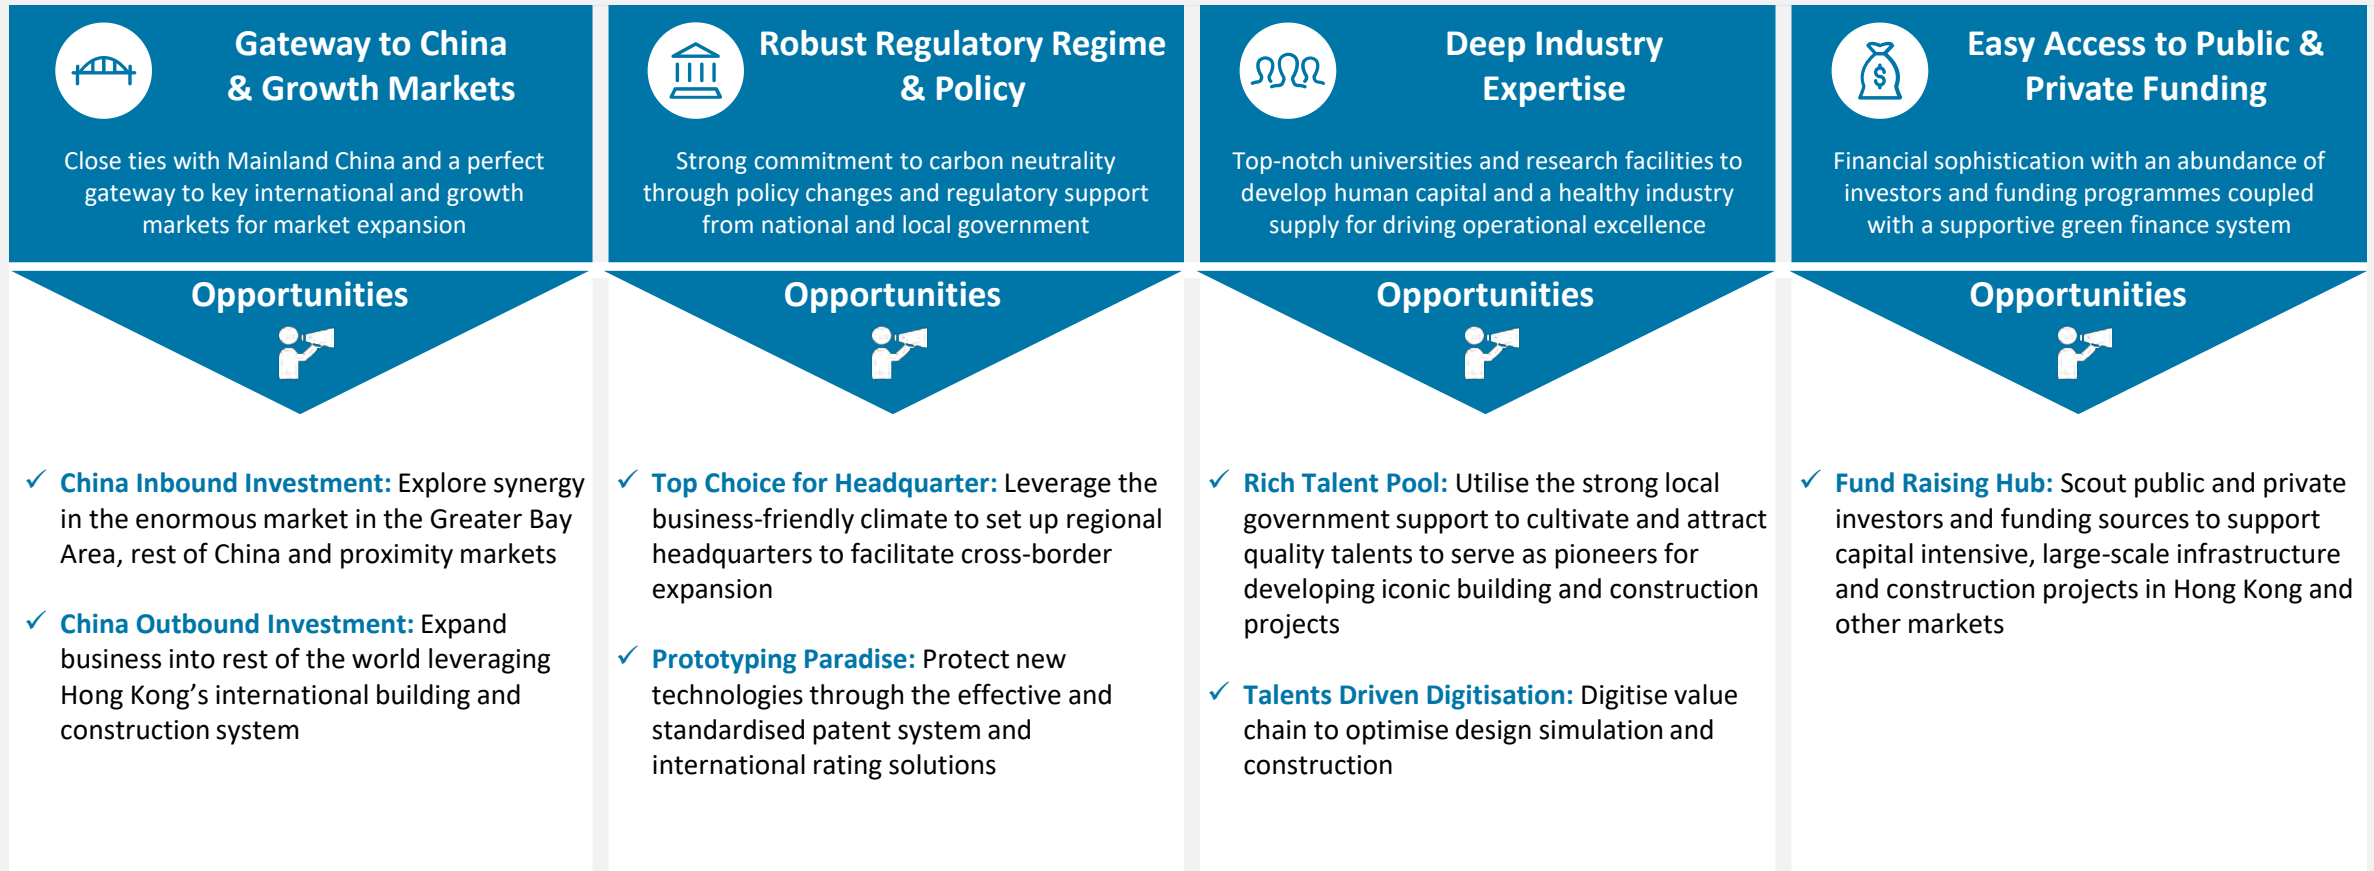 Gateway to China
& Growth Markets
Close ties with Mainland China and a perfect
gateway to key international and growth
markets for market expansion
Opportunities
✓ China Inbound Investment: Explore synergy
in the enormous market in the Greater Bay
Area, rest of China and proximity markets
✓ China Outbound Investment: Expand
business into rest of the world leveraging
Hong Kong’s international building and
construction system
Robust Regulatory Regime
& Policy
Strong commitment to carbon neutrality
through policy changes and regulatory support
from national and local government
Opportunities
✓ Top Choice for Headquarter: Leverage the
business-friendly climate to set up regional
headquarters to facilitate cross-border
expansion
✓ Prototyping Paradise: Protect new
technologies through the effective and
standardised patent system and
international rating solutions
Deep Industry
Expertise
Top-notch universities and research facilities to
develop human capital and a healthy industry
supply for driving operational excellence
Opportunities
✓ Rich Talent Pool: Utilise the strong local
government support to cultivate and attract
quality talents to serve as pioneers for
developing iconic building and construction
projects
✓ Talents Driven Digitisation: Digitise value
chain to optimise design simulation and
construction
$
Easy Access to Public &
Private Funding
Financial sophistication with an abundance of
investors and funding programmes coupled
with a supportive green finance system
Opportunities
✓ Fund Raising Hub: Scout public and private
investors and funding sources to support
capital intensive, large-scale infrastructure
and construction projects in Hong Kong and
other markets